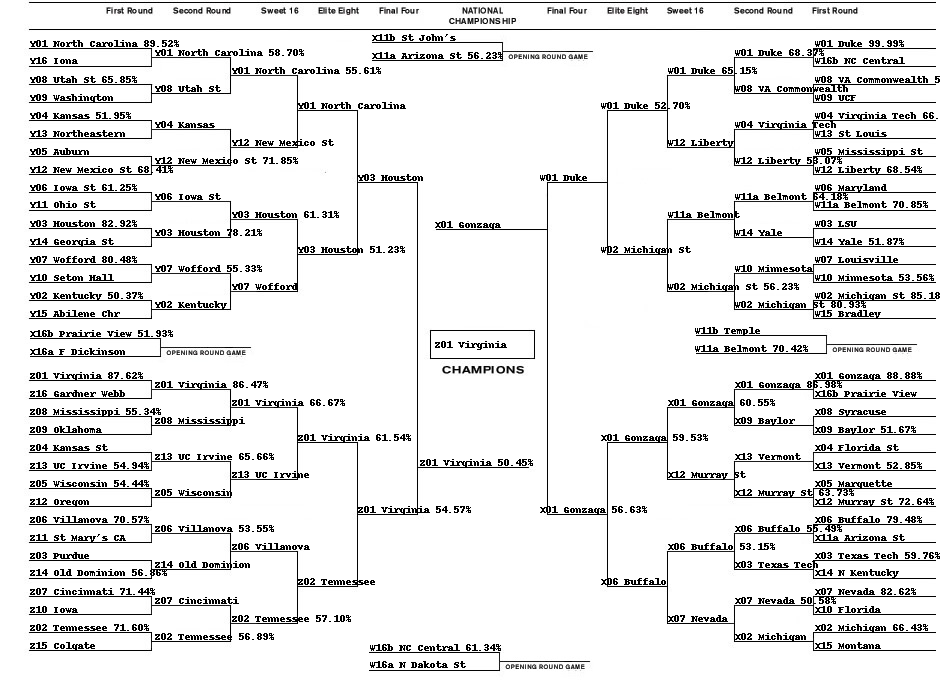 First Round
Second Round
Sweet 16
Elite Eight
Final Four
NATIONAL
CHAMPIONSHIP
Final Four
Elite Eight
Sweet 16
Second Round
First Round
Y01 North Carolina 89.52%
Y16 Iona
Y08 Utah St 65.85%
Y09 Washington
Y04 Kansas 51.95%
Y13 Northeastern
Y05 Auburn
Y12 New Mexico St 68.41%
Y06 Iowa St 61.25%
Y11 Ohio St
Y03 Houston 82.92%
Y14 Georgia St
Y07 Wofford 80.48%
Y10 Seton Hall
Y02 Kentucky 50.37%
Y15 Abilene Chr
Y01 North Carolina 58.70%
Y08 Utah St
Y04 Kansas
Y12 New Mexico St 71.85%
Y06 Iowa St
Y03 Houston 78.21%
Y07 Wofford 55.33%
Y02 Kentucky
Y01 North Carolina 55.61%
Y12 New Mexico St
Y03 Houston 61.31%
Y07 Wofford
Y01 North Carolina
Y03 Houston 51.23%
Y03 Houston
X11b St John's
X11a Arizona St 56.23%
OPENING ROUND GAME
X16b Prairie View 51.93%
X16a F Dickinson
OPENING ROUND GAME
Z01 Virginia 87.62%
Z16 Gardner Webb
Z08 Mississippi 55.34%
Z09 Oklahoma
Z04 Kansas St
Z13 UC Irvine 54.94%
Z05 Wisconsin 54.44%
Z12 Oregon
Z06 Villanova 70.57%
Z11 St Mary's CA
Z03 Purdue
Z14 Old Dominion 56.86%
Z07 Cincinnati 71.44%
Z10 Iowa
Z02 Tennessee 71.60%
Z15 Colgate
Z01 Virginia 86.47%
Z08 Mississippi
Z13 UC Irvine 65.66%
Z05 Wisconsin
Z06 Villanova 53.55%
Z14 Old Dominion
Z07 Cincinnati
Z02 Tennessee 56.89%
Z01 Virginia 66.67%
Z13 UC Irvine
Z06 Villanova
Z02 Tennessee 57.10%
Z01 Virginia 61.54%
Z02 Tennessee
Z01 Virginia 54.57%
Z01 Virginia 50.45%
X01 Gonzaga
Z01 Virginia
CHAMPIONS
W01 Duke
X01 Gonzaga 56.63%
W01 Duke 52.70%
W02 Michigan St
W01 Duke 65.15%
W12 Liberty
W11a Belmont
W02 Michigan St 56.23%
W01 Duke 68.37%
W08 VA Commonwealth
W04 Virginia Tech
W12 Liberty 53.07%
W11a Belmont 64.18%
W14 Yale
W10 Minnesota
W02 Michigan St 80.93%
W01 Duke 99.99%
W16b NC Central
W08 VA Commonwealth 5
W09 UCF
W04 Virginia Tech 66.
W13 St Louis
W05 Mississippi St
W12 Liberty 68.54%
W06 Maryland
W11a Belmont 70.85%
W03 LSU
W14 Yale 51.87%
W07 Louisville
W10 Minnesota 53.56%
W02 Michigan St 85.18
W15 Bradley
W11b Temple
W11a Belmont 70.42%
OPENING ROUND GAME
X01 Gonzaga 59.53%
X06 Buffalo
X01 Gonzaga 60.55%
X12 Murray St
X06 Buffalo 53.15%
X07 Nevada
X01 Gonzaga 86.98%
X09 Baylor
X13 Vermont
X12 Murray St 63.73%
X06 Buffalo 55.49%
X03 Texas Tech
X07 Nevada 50.58%
X02 Michigan
X01 Gonzaga 88.88%
X16b Prairie View
X08 Syracuse
X09 Baylor 51.67%
X04 Florida St
X13 Vermont 52.85%
X05 Marquette
X12 Murray St 72.64%
X06 Buffalo 79.48%
X11a Arizona St
X03 Texas Tech 59.76%
X14 N Kentucky
X07 Nevada 82.62%
X10 Florida
X02 Michigan 66.43%
X15 Montana
W16b NC Central 61.34%
W16a N Dakota St
OPENING ROUND GAME